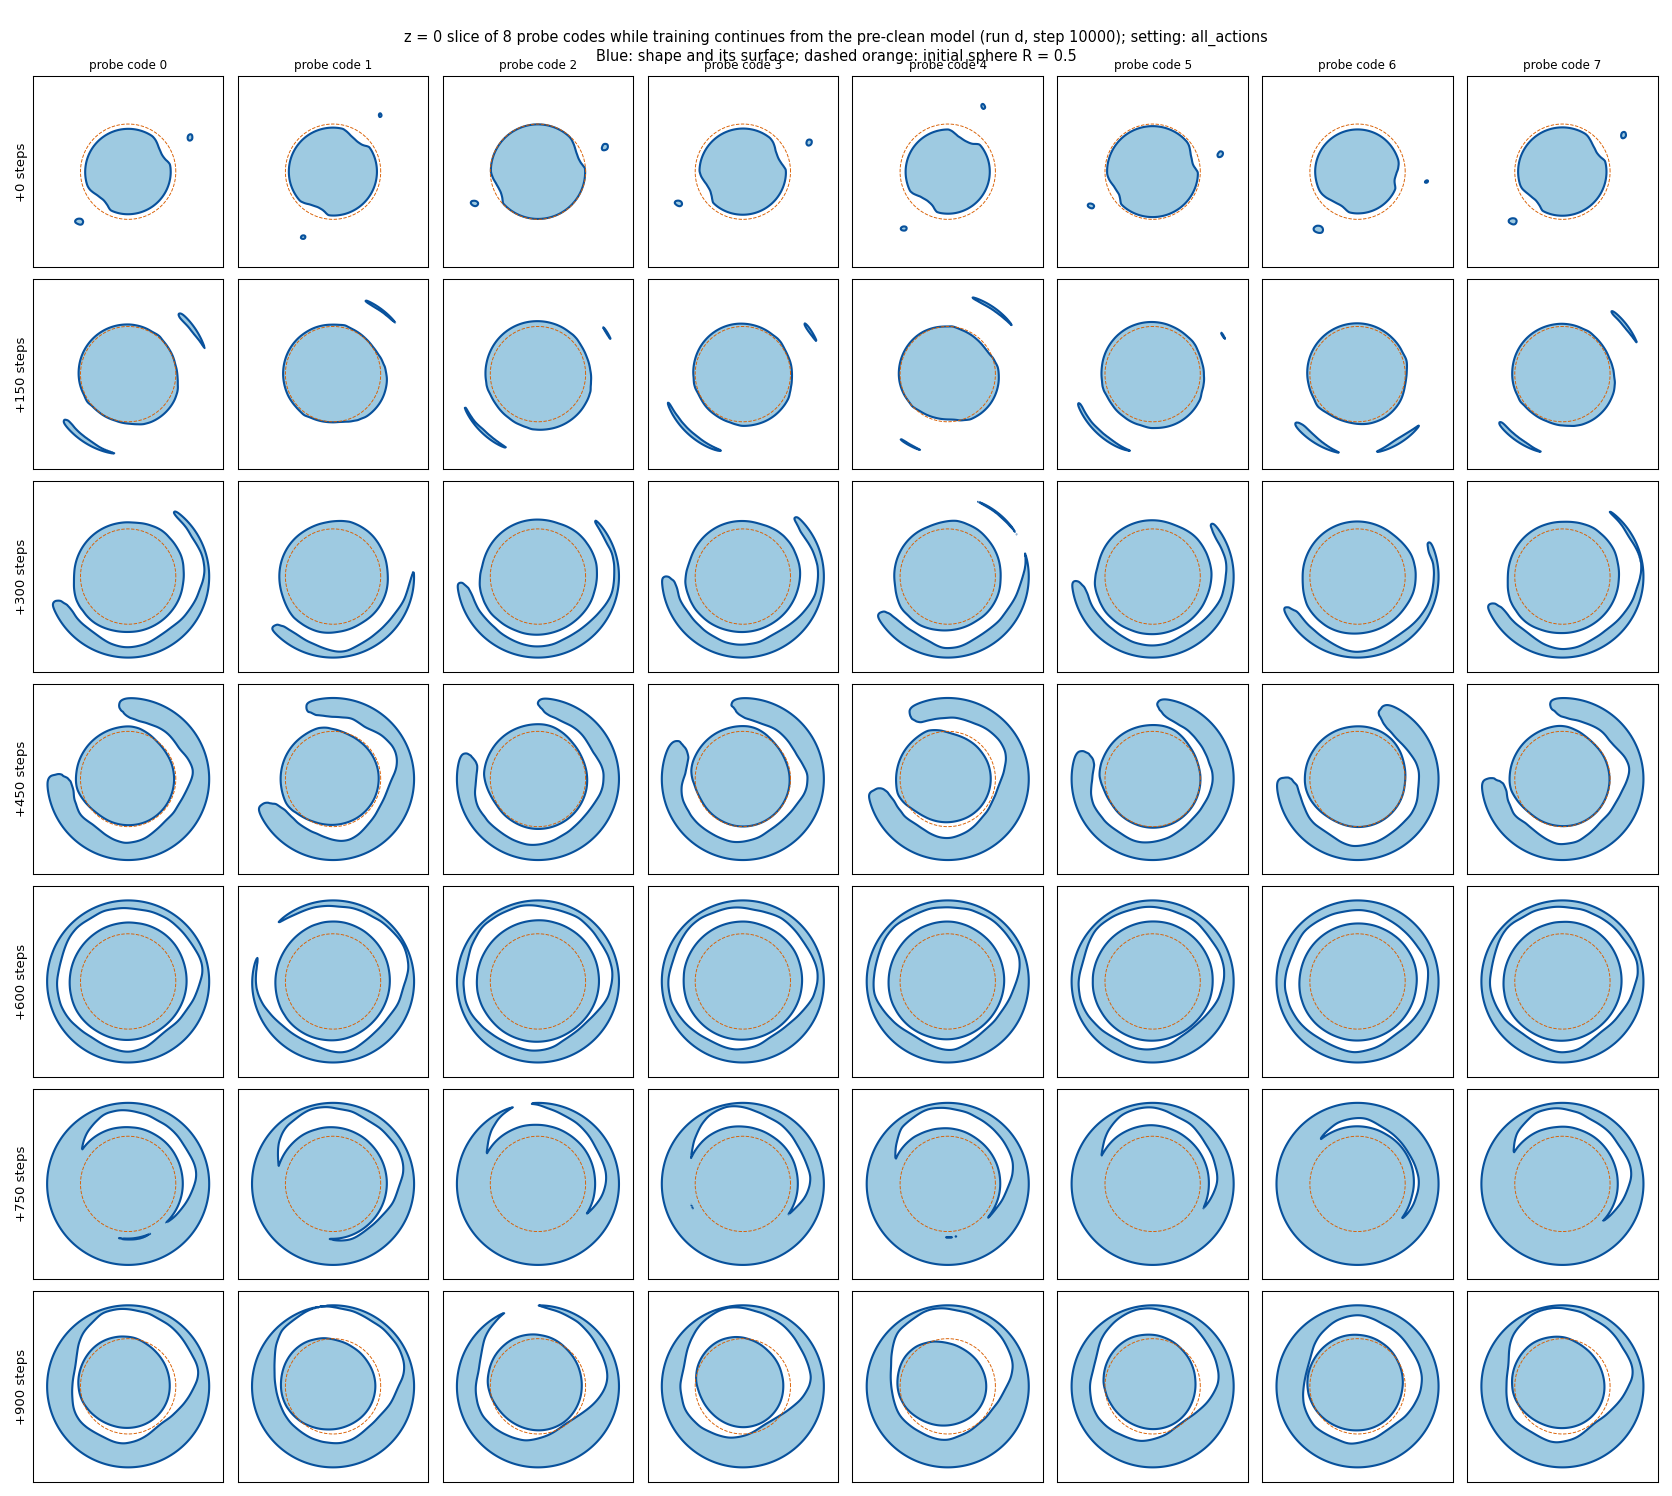 z = 0 slice of 8 probe codes while training continues from the pre-clean model (run d, step 10000); setting: all_actions
Blue: shape and its surface; dashed orange: initial sphere R = 0.5
probe code 0
probe code 1
probe code 2
probe code 3
probe code 4
probe code 5
probe code 6
probe code 7
+0 steps
+150 steps
+300 steps
+450 steps
+600 steps
+750 steps
+900 steps